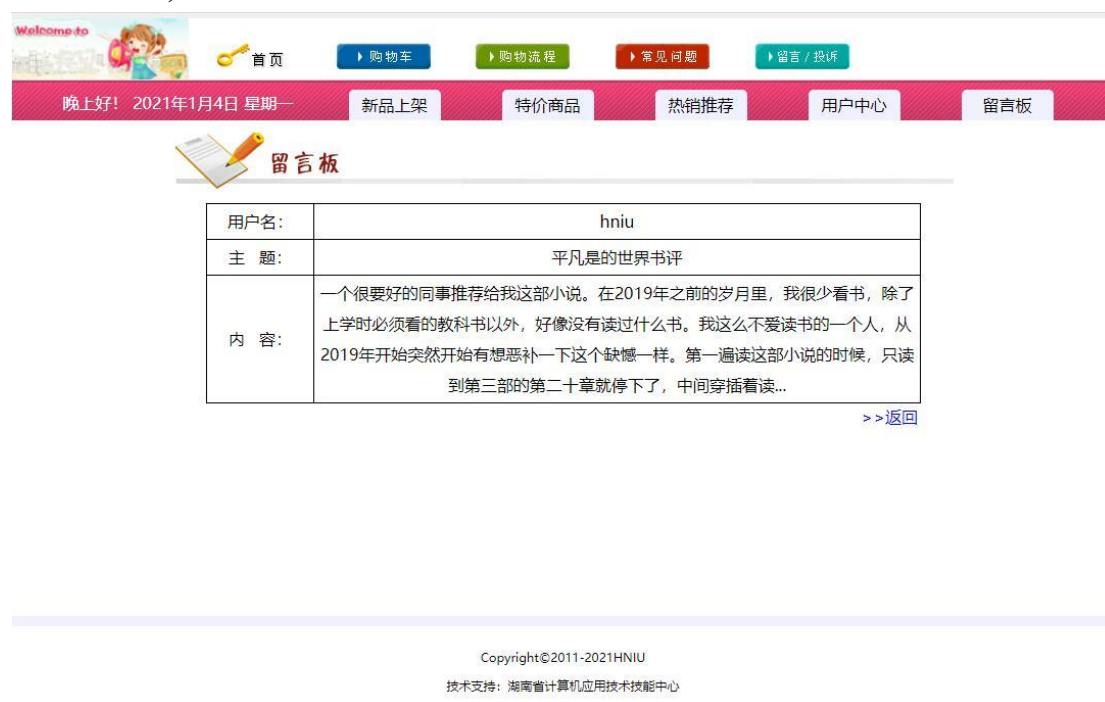 Welcome to
首页
购物车
购物流程
常见问题
留言/投诉
晚上好! 2021年1月4日 星期一
新品上架
特价商品
热销推荐
用户中心
留言板
留言板
用户名:
hniu
主 题:
平凡是的世界书评
内 容:
一个很要好的同事推荐给我这部小说。在2019年之前的岁月里，我很少看书，除了
上学时必须看的教科书以外，好像没有读过什么书。我这么不爱读书的一个人，从
2019年开始突然开始有想恶补一下这个缺憾一样。第一遍读这部小说的时候，只读
到第三部的第二十章就停下了，中间穿插着读...
>>返回
Copyright©2011-2021HNIU
技术支持：湖南省计算机应用技术技能中心